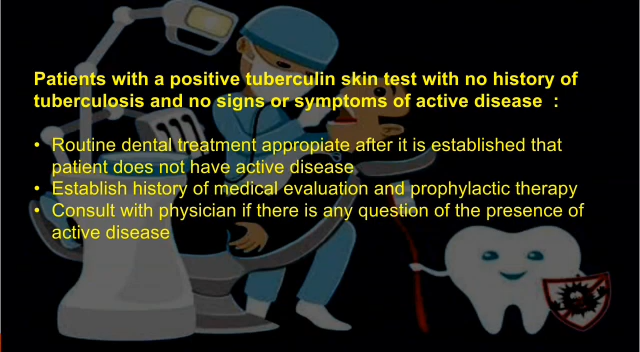 Patients with a positive tuberculin skin test with no history of
tuberculosis and no signs or symptoms of active disease :
• Routine dental treatment appropiate after it is established that
patient does not have active disease
• Establish history of medical evaluation and prophylactic therapy
• Consult with physician if there is any question of the presence of
active disease